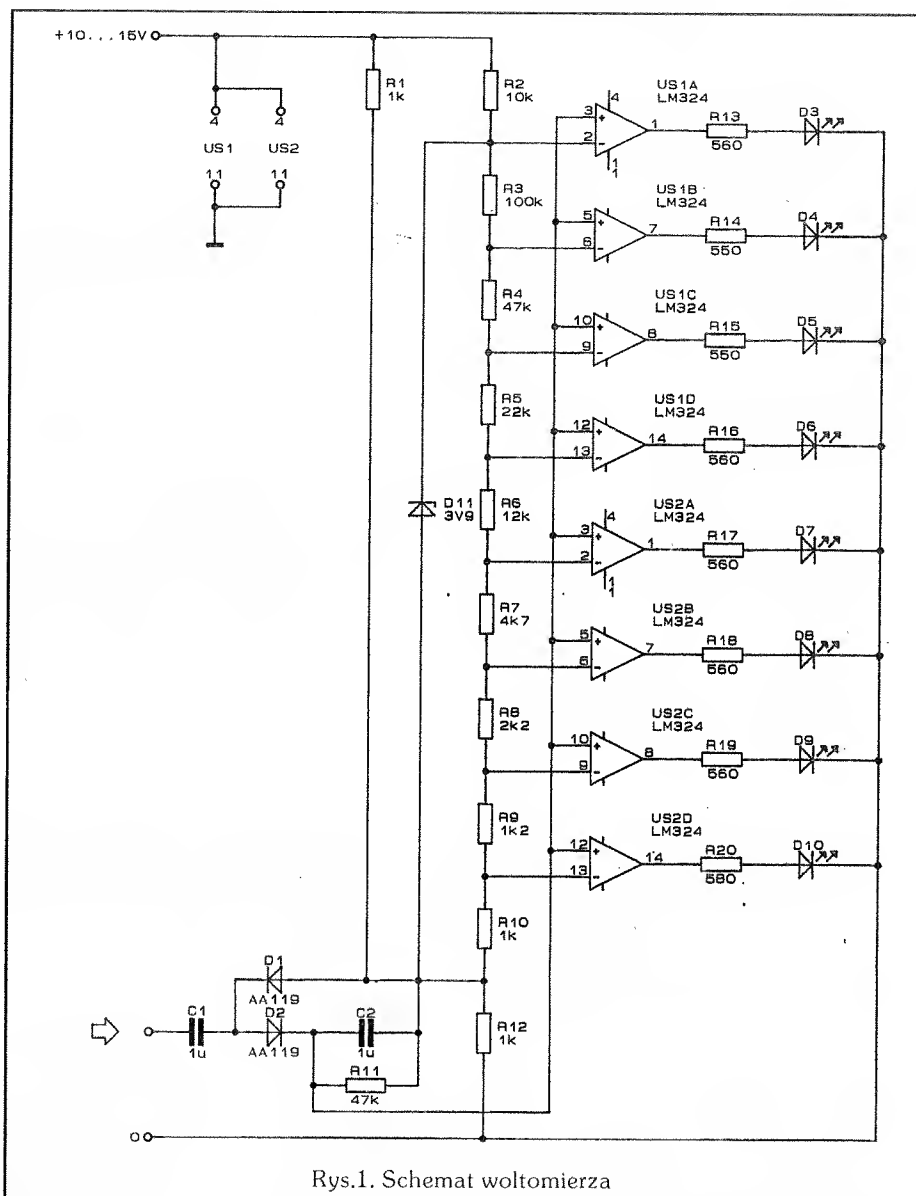 +10...15V
R1
1k
R2
10k
4
4
US1
US2
11
11
US1A
LM324
4
3
+
2
-
1
11
R13
560
D3
R3
100k
US1B
LM324
5
+
6
-
7
R14
550
D4
R4
47k
US1C
LM324
10
+
9
-
8
R15
550
D5
R5
22k
US1D
LM324
12
+
13
-
14
R16
560
D6
D11
3V9
R6
12k
US2A
LM324
4
3
+
2
-
1
11
R17
560
D7
R7
4k7
US2B
LM324
5
+
6
-
7
R18
560
D8
R8
2k2
US2C
LM324
10
+
9
-
8
R19
560
D9
R9
1k2
US2D
LM324
12
+
13
-
14
R20
580
D10
R10
1k
D1
AA119
C1
1u
D2
AA119
C2
1u
R12
1k
R11
47k
0
Rys.1. Schemat woltomierza